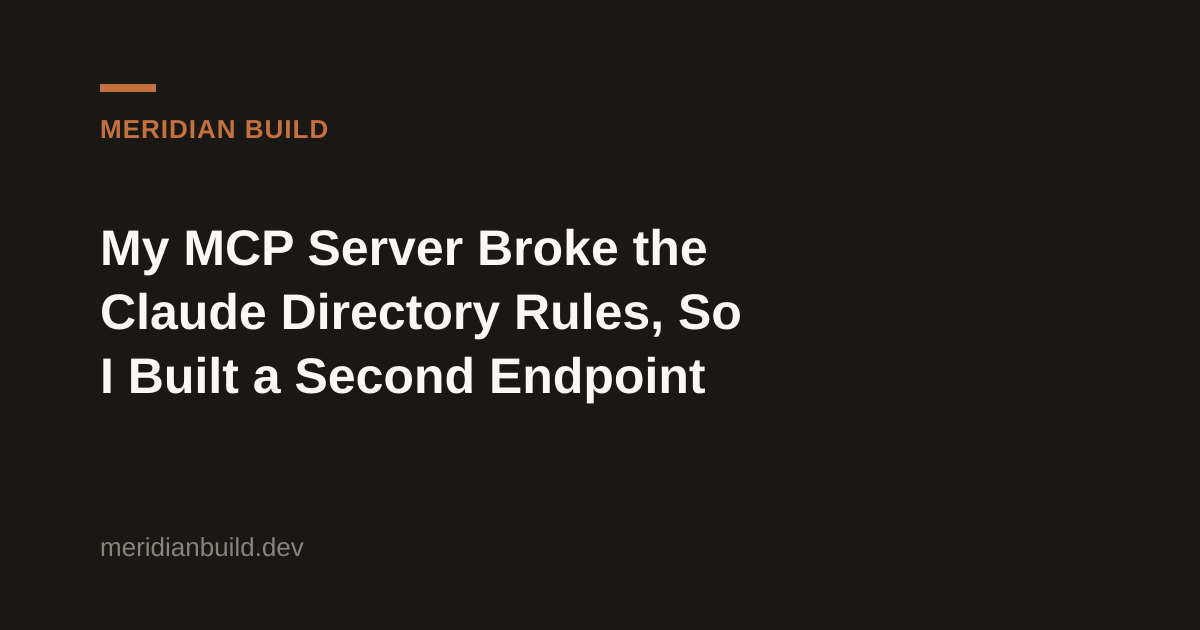 MERIDIAN BUILD
My MCP Server Broke the
Claude Directory Rules, So
I Built a Second Endpoint
meridianbuild.dev